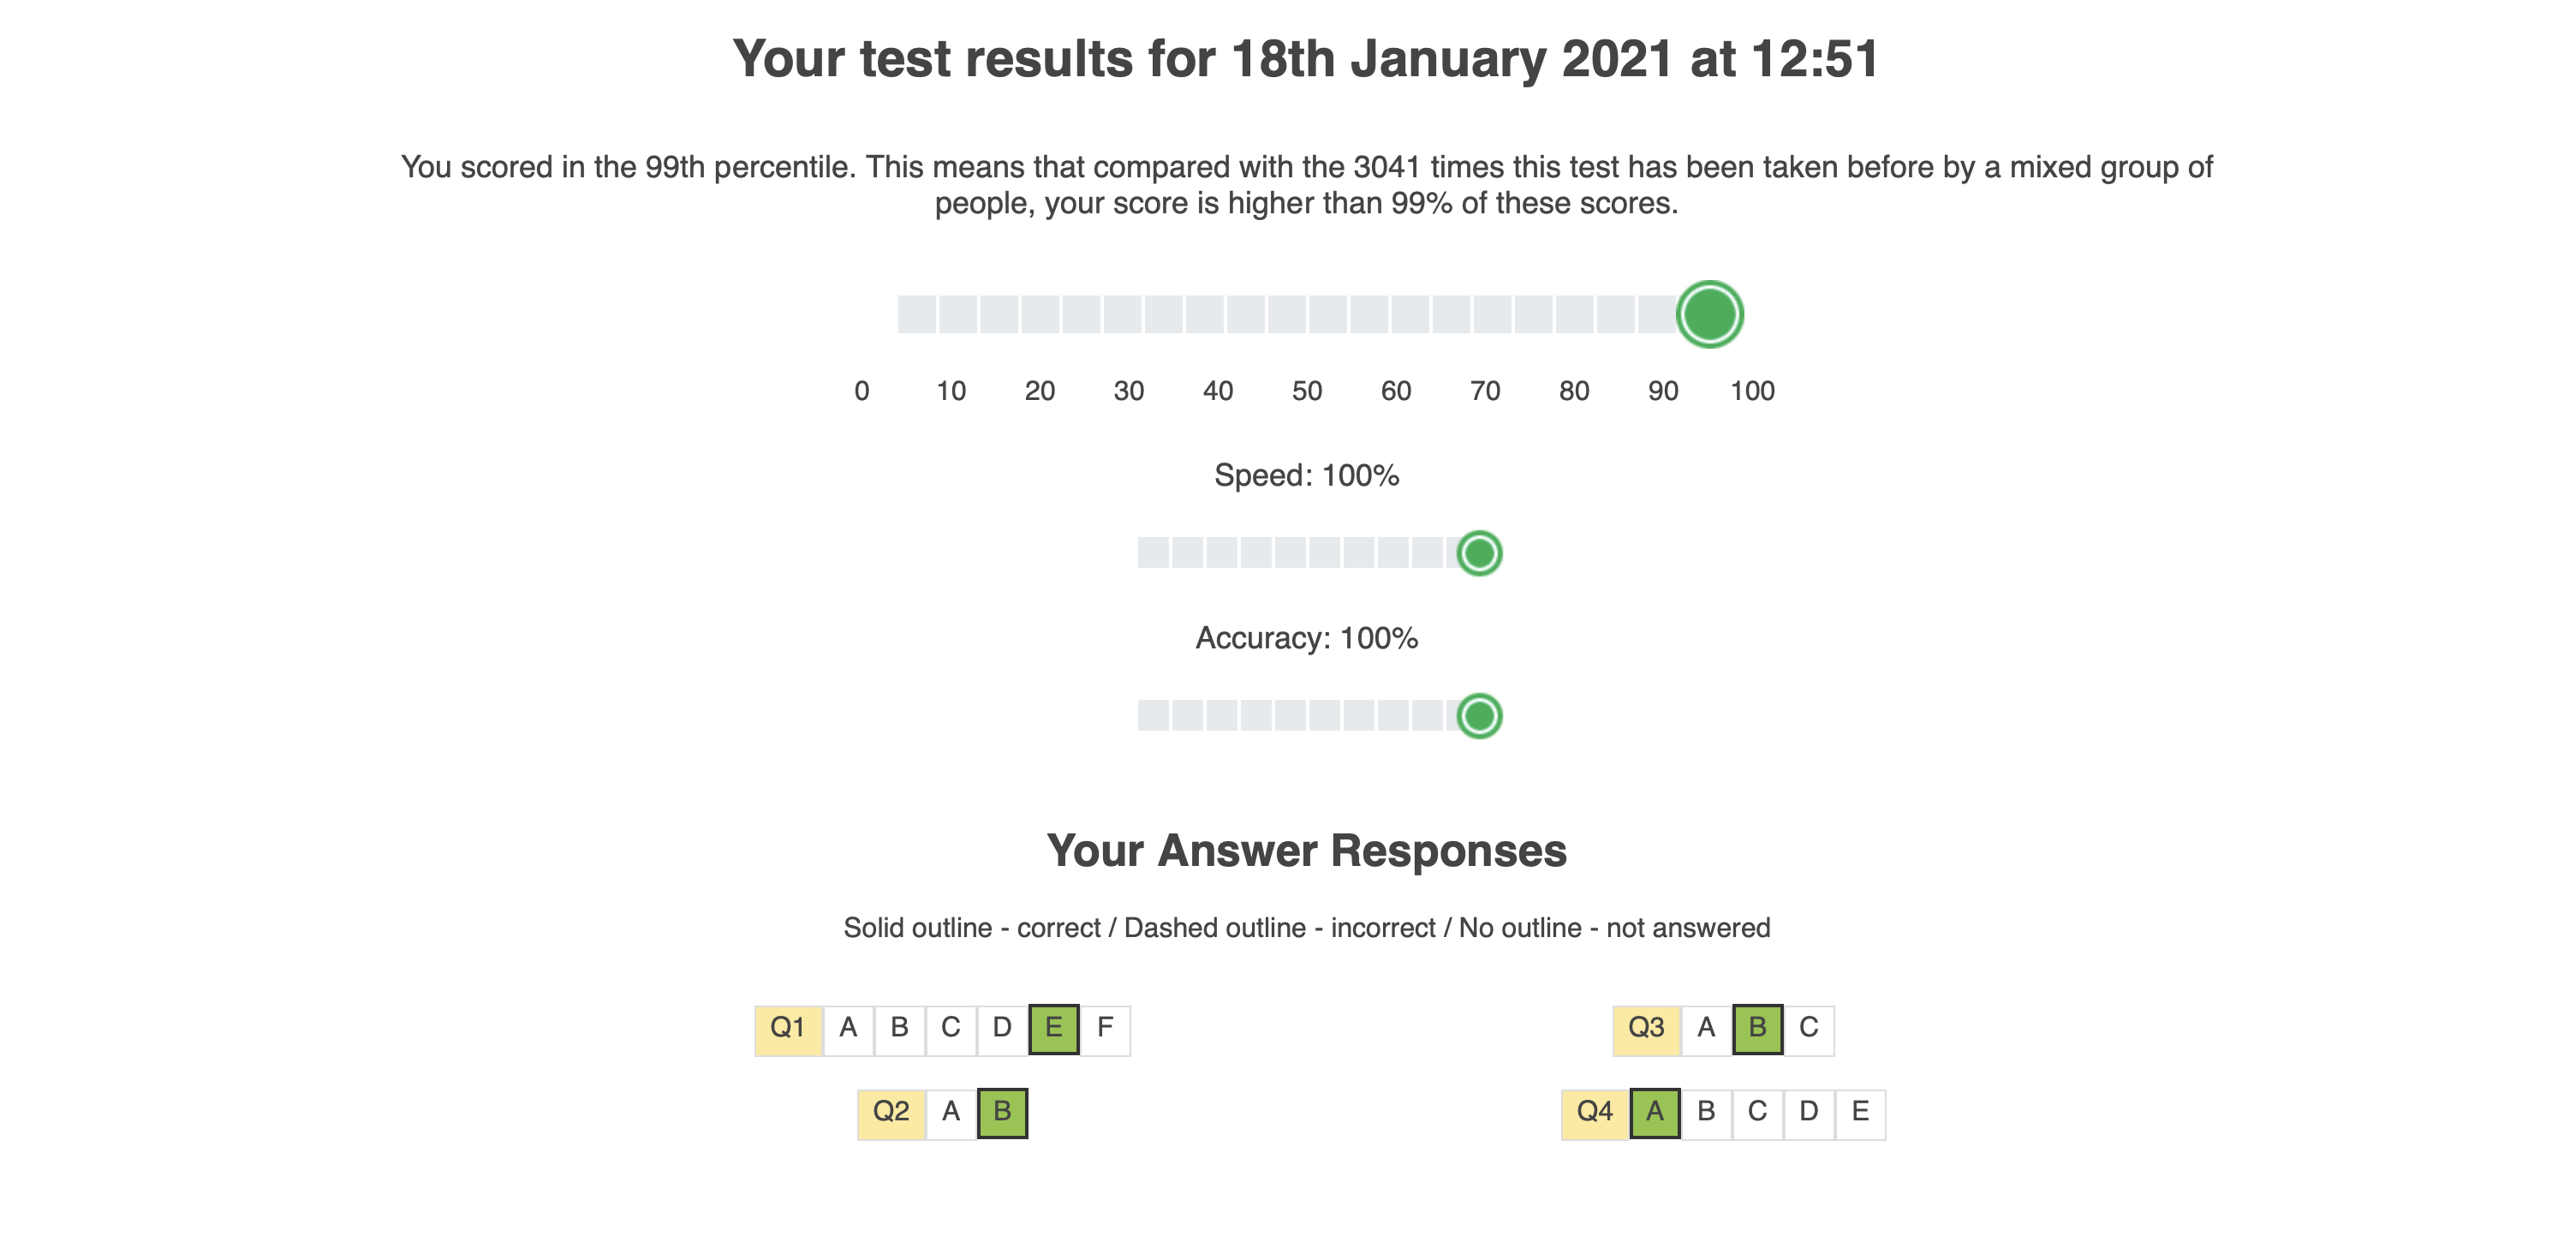 Your test results for 18th January 2021 at 12:51
You scored in the 99th percentile. This means that compared with the 3041 times this test has been taken before by a mixed group of
people, your score is higher than 99% of these scores.
0 10 20 30 40 50 60 70 80 90 100
Speed: 100%
Accuracy: 100%
Your Answer Responses
Solid outline - correct / Dashed outline - incorrect / No outline - not answered
Q1 A B C D E F
Q3 A B C
Q2 A B
Q4 A B C D E